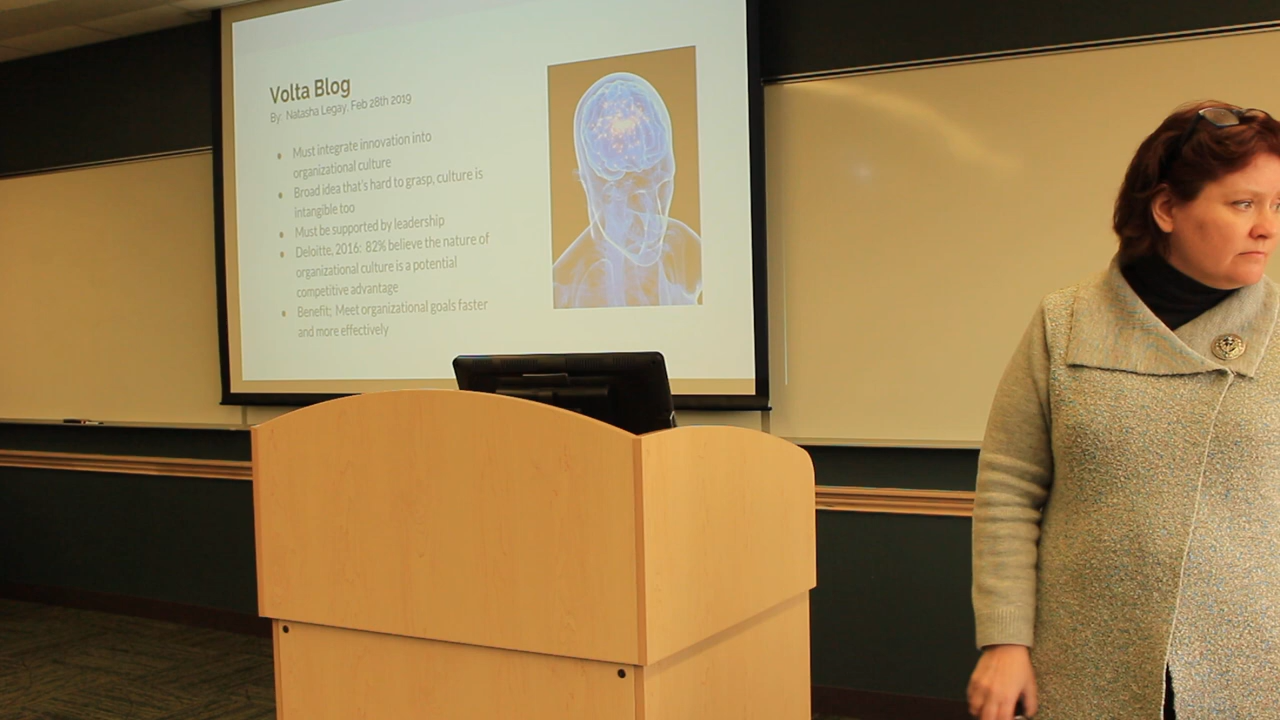 Volta Blog
By: Natasha Legay, Feb 28th 2019
Must integrate innovation into
organizational culture
Broad idea that's hard to grasp, culture is
intangible too
Must be supported by leadership
Deloitte, 2016: 82% believe the nature of
organizational culture is a potential
competitive advantage
Benefit; Meet organizational goals faster
and more effectively